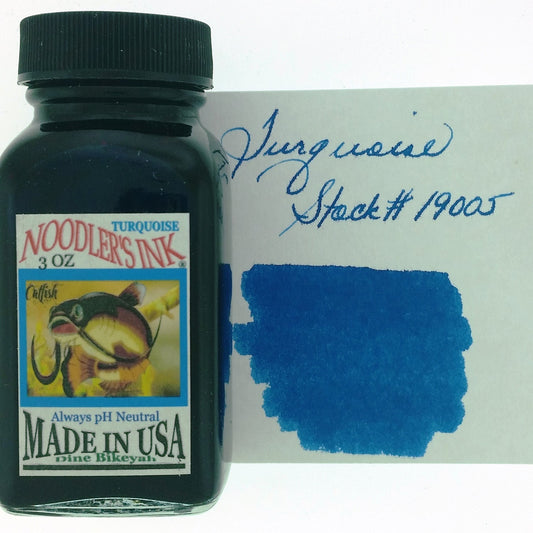 TURQUOISE
NOODLER'S INK®
3 OZ
Catfish
Always pH Neutral
MADE IN USA
Dine Bikeyah
Turquoise
Stock# 19005